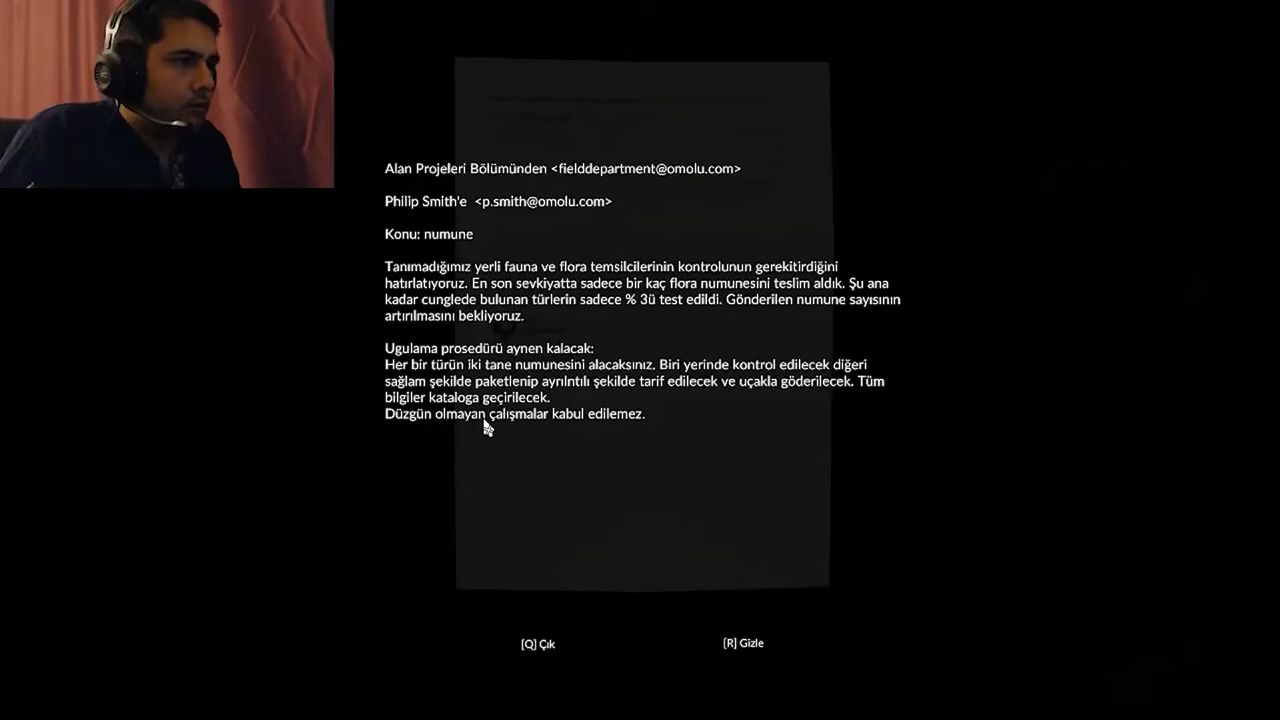 Alan Projeleri Bölümünden <fielddepartment@omolu.com>
Philip Smith'e <p.smith@omolu.com>
Konu: numune
Tanımadığımız yerli fauna ve flora temsilcilerinin kontrolunun gerekitirdiğini
hatırlatıyoruz. En son sevkiyatta sadece bir kaç flora numunesini teslim aldık. Şu ana
kadar cunglede bulunan türlerin sadece % 3ü test edildi. Gönderilen numune sayısının
artırılmasını bekliyoruz.
Ugulama prosedürü aynen kalacak:
Her bir türün iki tane numunesini alacaksınız. Biri yerinde kontrol edilecek diğeri
sağlam şekilde paketlenip ayrılntılı şekilde tarif edilecek ve uçakla göderilecek. Tüm
bilgiler kataloga geçirilecek.
Düzgün olmayan çalışmalar kabul edilemez.
[Q] Çık
[R] Gizle